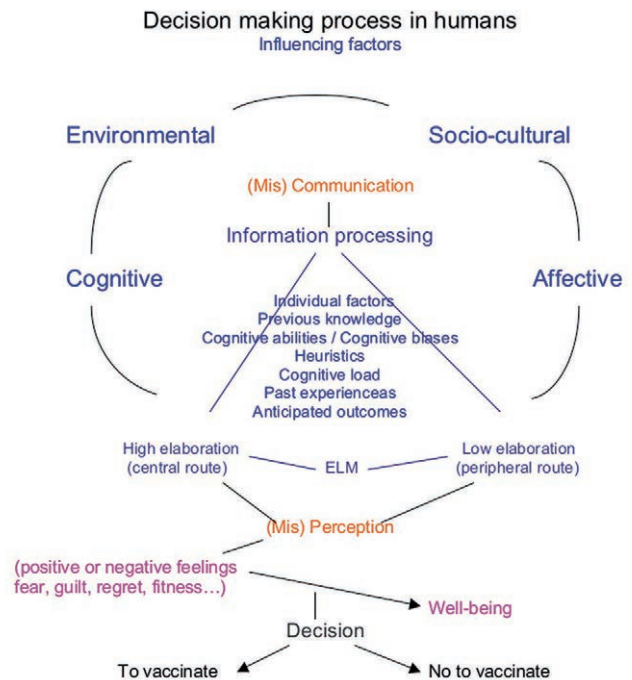 Decision making process in humans
Influencing factors
Environmental
Socio-cultural
(Mis) Communication
Information processing
Cognitive
Affective
Individual factors
Previous knowledge
Cognitive abilities / Cognitive biases
Heuristics
Cognitive load
Past experienceas
Anticipated outcomes
High elaboration
(central route)
ELM
Low elaboration
(peripheral route)
(Mis) Perception
(positive or negative feelings
fear, guilt, regret, fitness…)
Well-being
Decision
To vaccinate
No to vaccinate